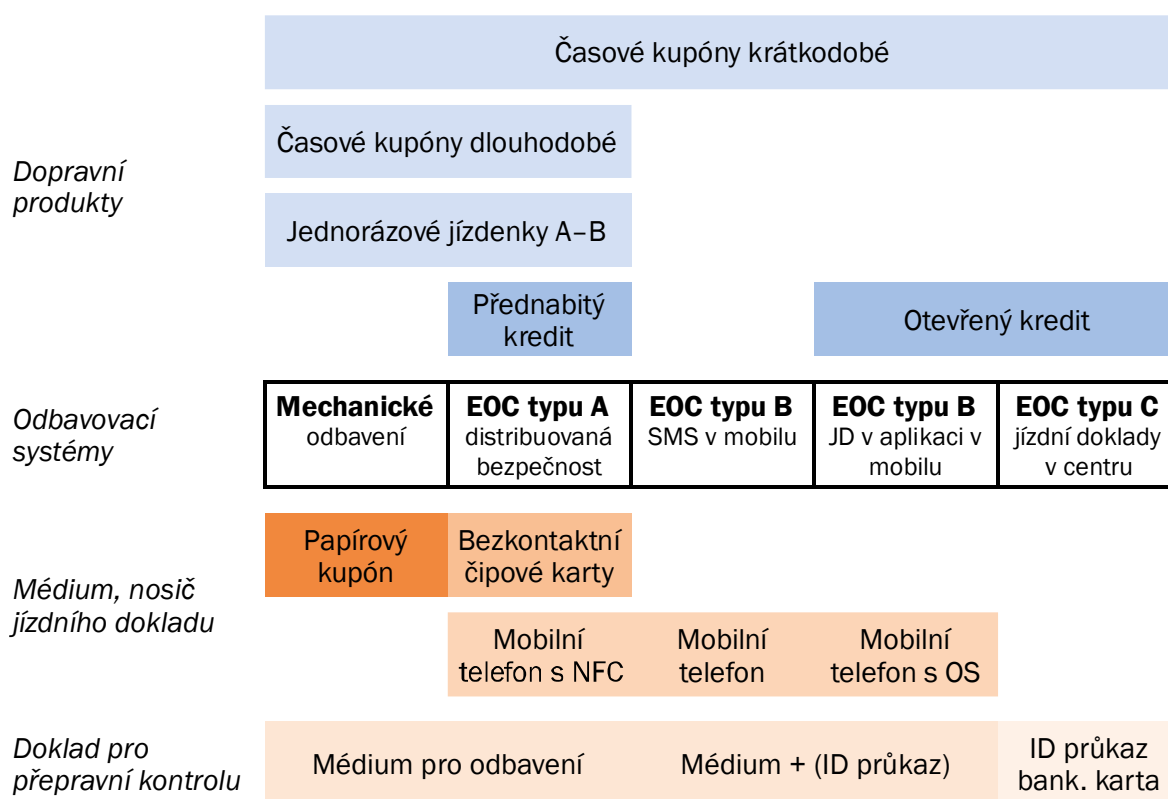 Časové kupóny krátkodobé
Dopravní
produkty
Časové kupóny dlouhodobé
Jednorázové jízdenky A–B
Přednabitý
kredit
Otevřený kredit
Odbavovací
systémy
Mechanické
odbavení
EOC typu A
distribuovaná
bezpečnost
EOC typu B
SMS v mobilu
EOC typu B
JD v aplikaci v
mobilu
EOC typu C
jízdní doklady
v centru
Médium, nosič
jízdního dokladu
Papírový
kupón
Bezkontaktní
čipové karty
Mobilní
telefon s NFC
Mobilní
telefon
Mobilní
telefon s OS
Doklad pro
přepravní kontrolu
Médium pro odbavení
Médium + (ID průkaz)
ID průkaz
bank. karta